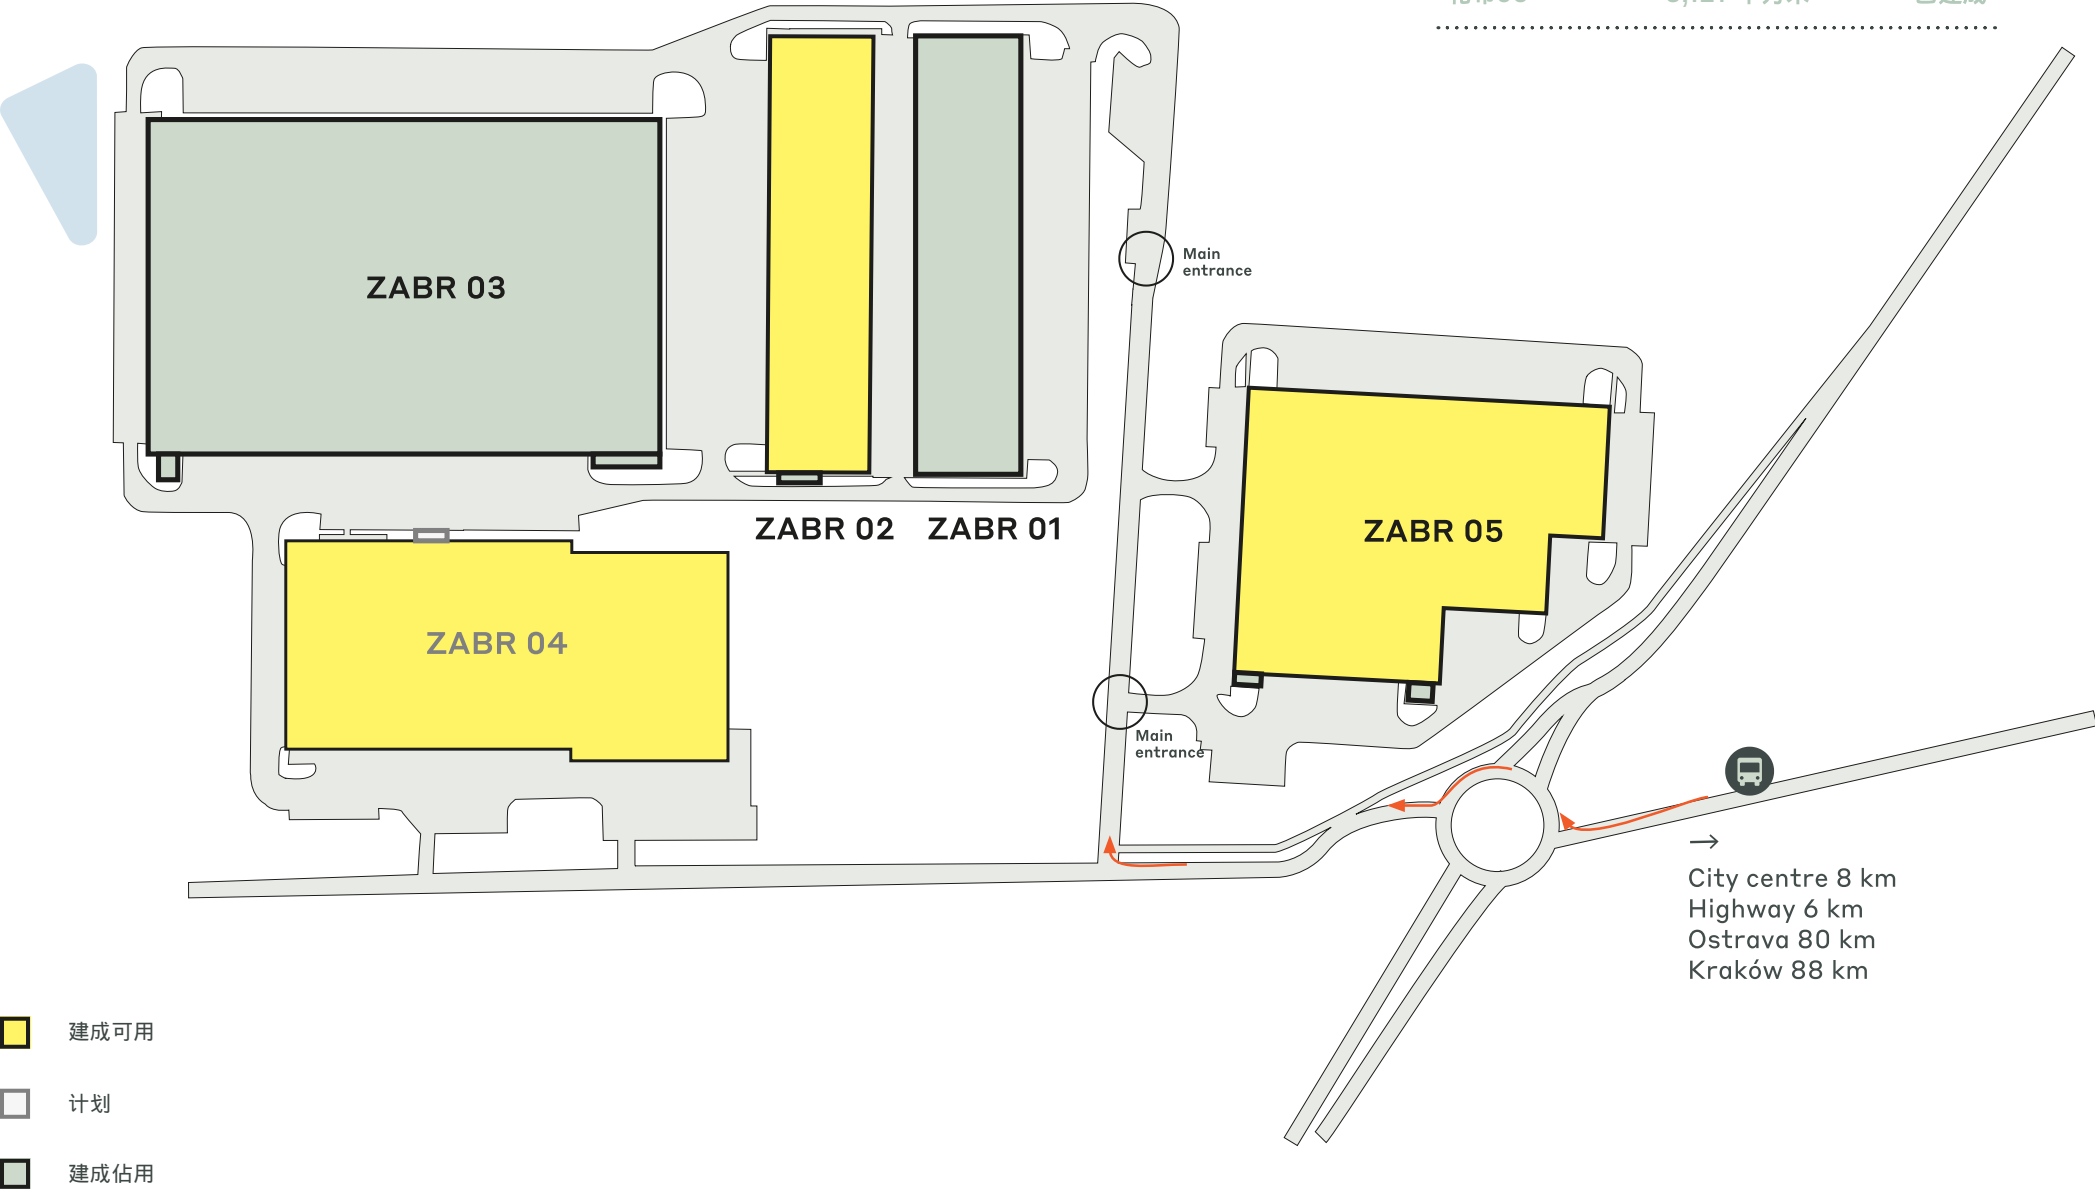 ZABR 03
Main
entrance
ZABR 02
ZABR 01
ZABR 05
ZABR 04
Main
entrance
City centre 8 km
Highway 6 km
Ostrava 80 km
Kraków 88 km
建成可用
计划
建成佔用